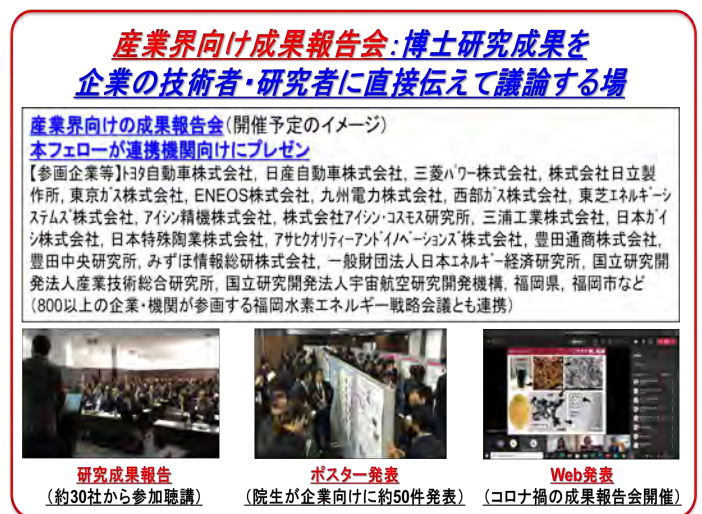 産業界向け成果報告会:博士研究成果を
企業の技術者・研究者に直接伝えて議論する場
産業界向けの成果報告会(開催予定のイメージ)
本フェローが連携機関向けにプレゼン
【参画企業等】トヨタ自動車株式会社, 日産自動車株式会社, 三菱パワー株式会社, 株式会社日立製
作所, 東京ガス株式会社, ENEOS株式会社, 九州電力株式会社, 西部ガス株式会社, 東芝エネルギーシ
ステムズ株式会社, アイシン精機株式会社, 株式会社アイシン・コスモス研究所, 三浦工業株式会社, 日本ガイ
シ株式会社, 日本特殊陶業株式会社, アサヒクオリティーアンドイノベーションズ株式会社, 豊田通商株式会社,
豊田中央研究所, みずほ情報総研株式会社, 一般財団法人日本エネルギー経済研究所, 国立研究開
発法人産業技術総合研究所, 国立研究開発法人宇宙航空研究開発機構, 福岡県, 福岡市など
(800以上の企業・機関が参画する福岡水素エネルギー戦略会議とも連携)
研究成果報告
(約30社から参加聴講)
ポスター発表
(院生が企業向けに約50件発表)
Web発表
(コロナ禍の成果報告会開催)